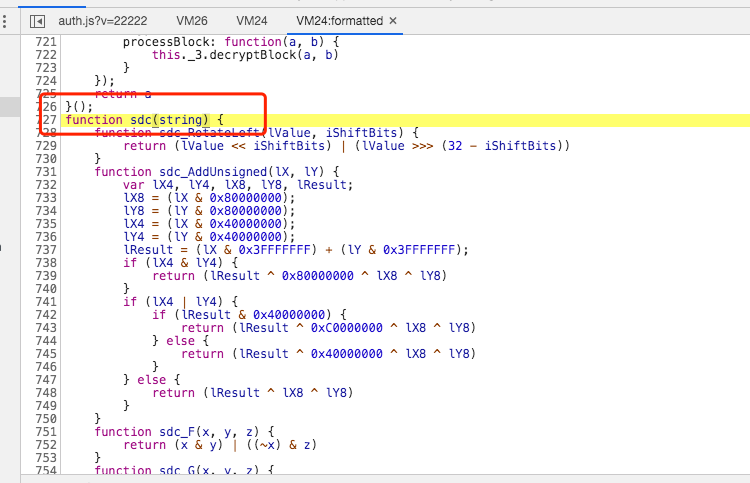 auth.js?v=22222 VM26 VM24 VM24:formatted ×
721 processBlock: function(a, b) {
722 this._3.decryptBlock(a, b)
723 }
724 });
725 return a
726 }();
727 function sdc(string) {
728 function sdc_RotateLeft(lValue, iShiftBits) {
729 return (lValue << iShiftBits) | (lValue >>> (32 - iShiftBits))
730 }
731 function sdc_AddUnsigned(lX, lY) {
732 var lX4, lY4, lX8, lY8, lResult;
733 lX8 = (lX & 0x80000000);
734 lY8 = (lY & 0x80000000);
735 lX4 = (lX & 0x40000000);
736 lY4 = (lY & 0x40000000);
737 lResult = (lX & 0x3FFFFFFF) + (lY & 0x3FFFFFFF);
738 if (lX4 & lY4) {
739 return (lResult ^ 0x80000000 ^ lX8 ^ lY8)
740 }
741 if (lX4 | lY4) {
742 if (lResult & 0x40000000) {
743 return (lResult ^ 0xC0000000 ^ lX8 ^ lY8)
744 } else {
745 return (lResult ^ 0x40000000 ^ lX8 ^ lY8)
746 }
747 } else {
748 return (lResult ^ lX8 ^ lY8)
749 }
750 }
751 function sdc_F(x, y, z) {
752 return (x & y) | ((~x) & z)
753 }
754 function sdc_G(x, y, z) {